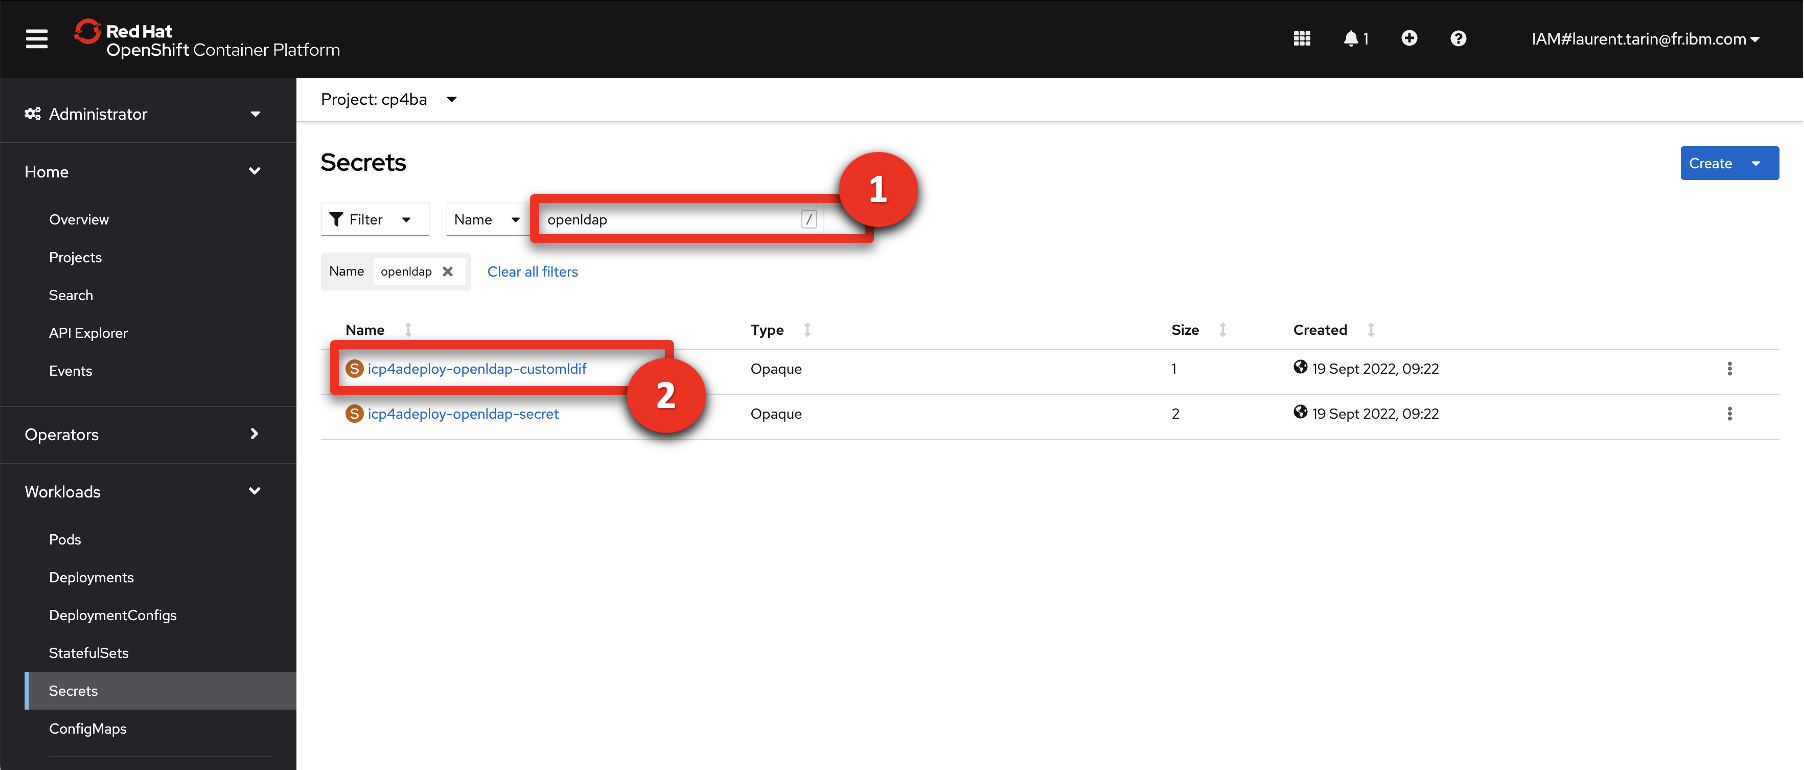 Red Hat
OpenShift Container Platform
1
IAM#laurent.tarin@fr.ibm.com
Administrator
Home
Overview
Projects
Search
API Explorer
Events
Operators
Workloads
Pods
Deployments
DeploymentConfigs
StatefulSets
Secrets
ConfigMaps
Project: cp4ba
Secrets
Create
Filter
Name
openldap
/
1
Name openldap
Clear all filters
Name Type Size Created
S icp4adeploy-openldap-customldif Opaque 1 19 Sept 2022, 09:22
2
S icp4adeploy-openldap-secret Opaque 2 19 Sept 2022, 09:22